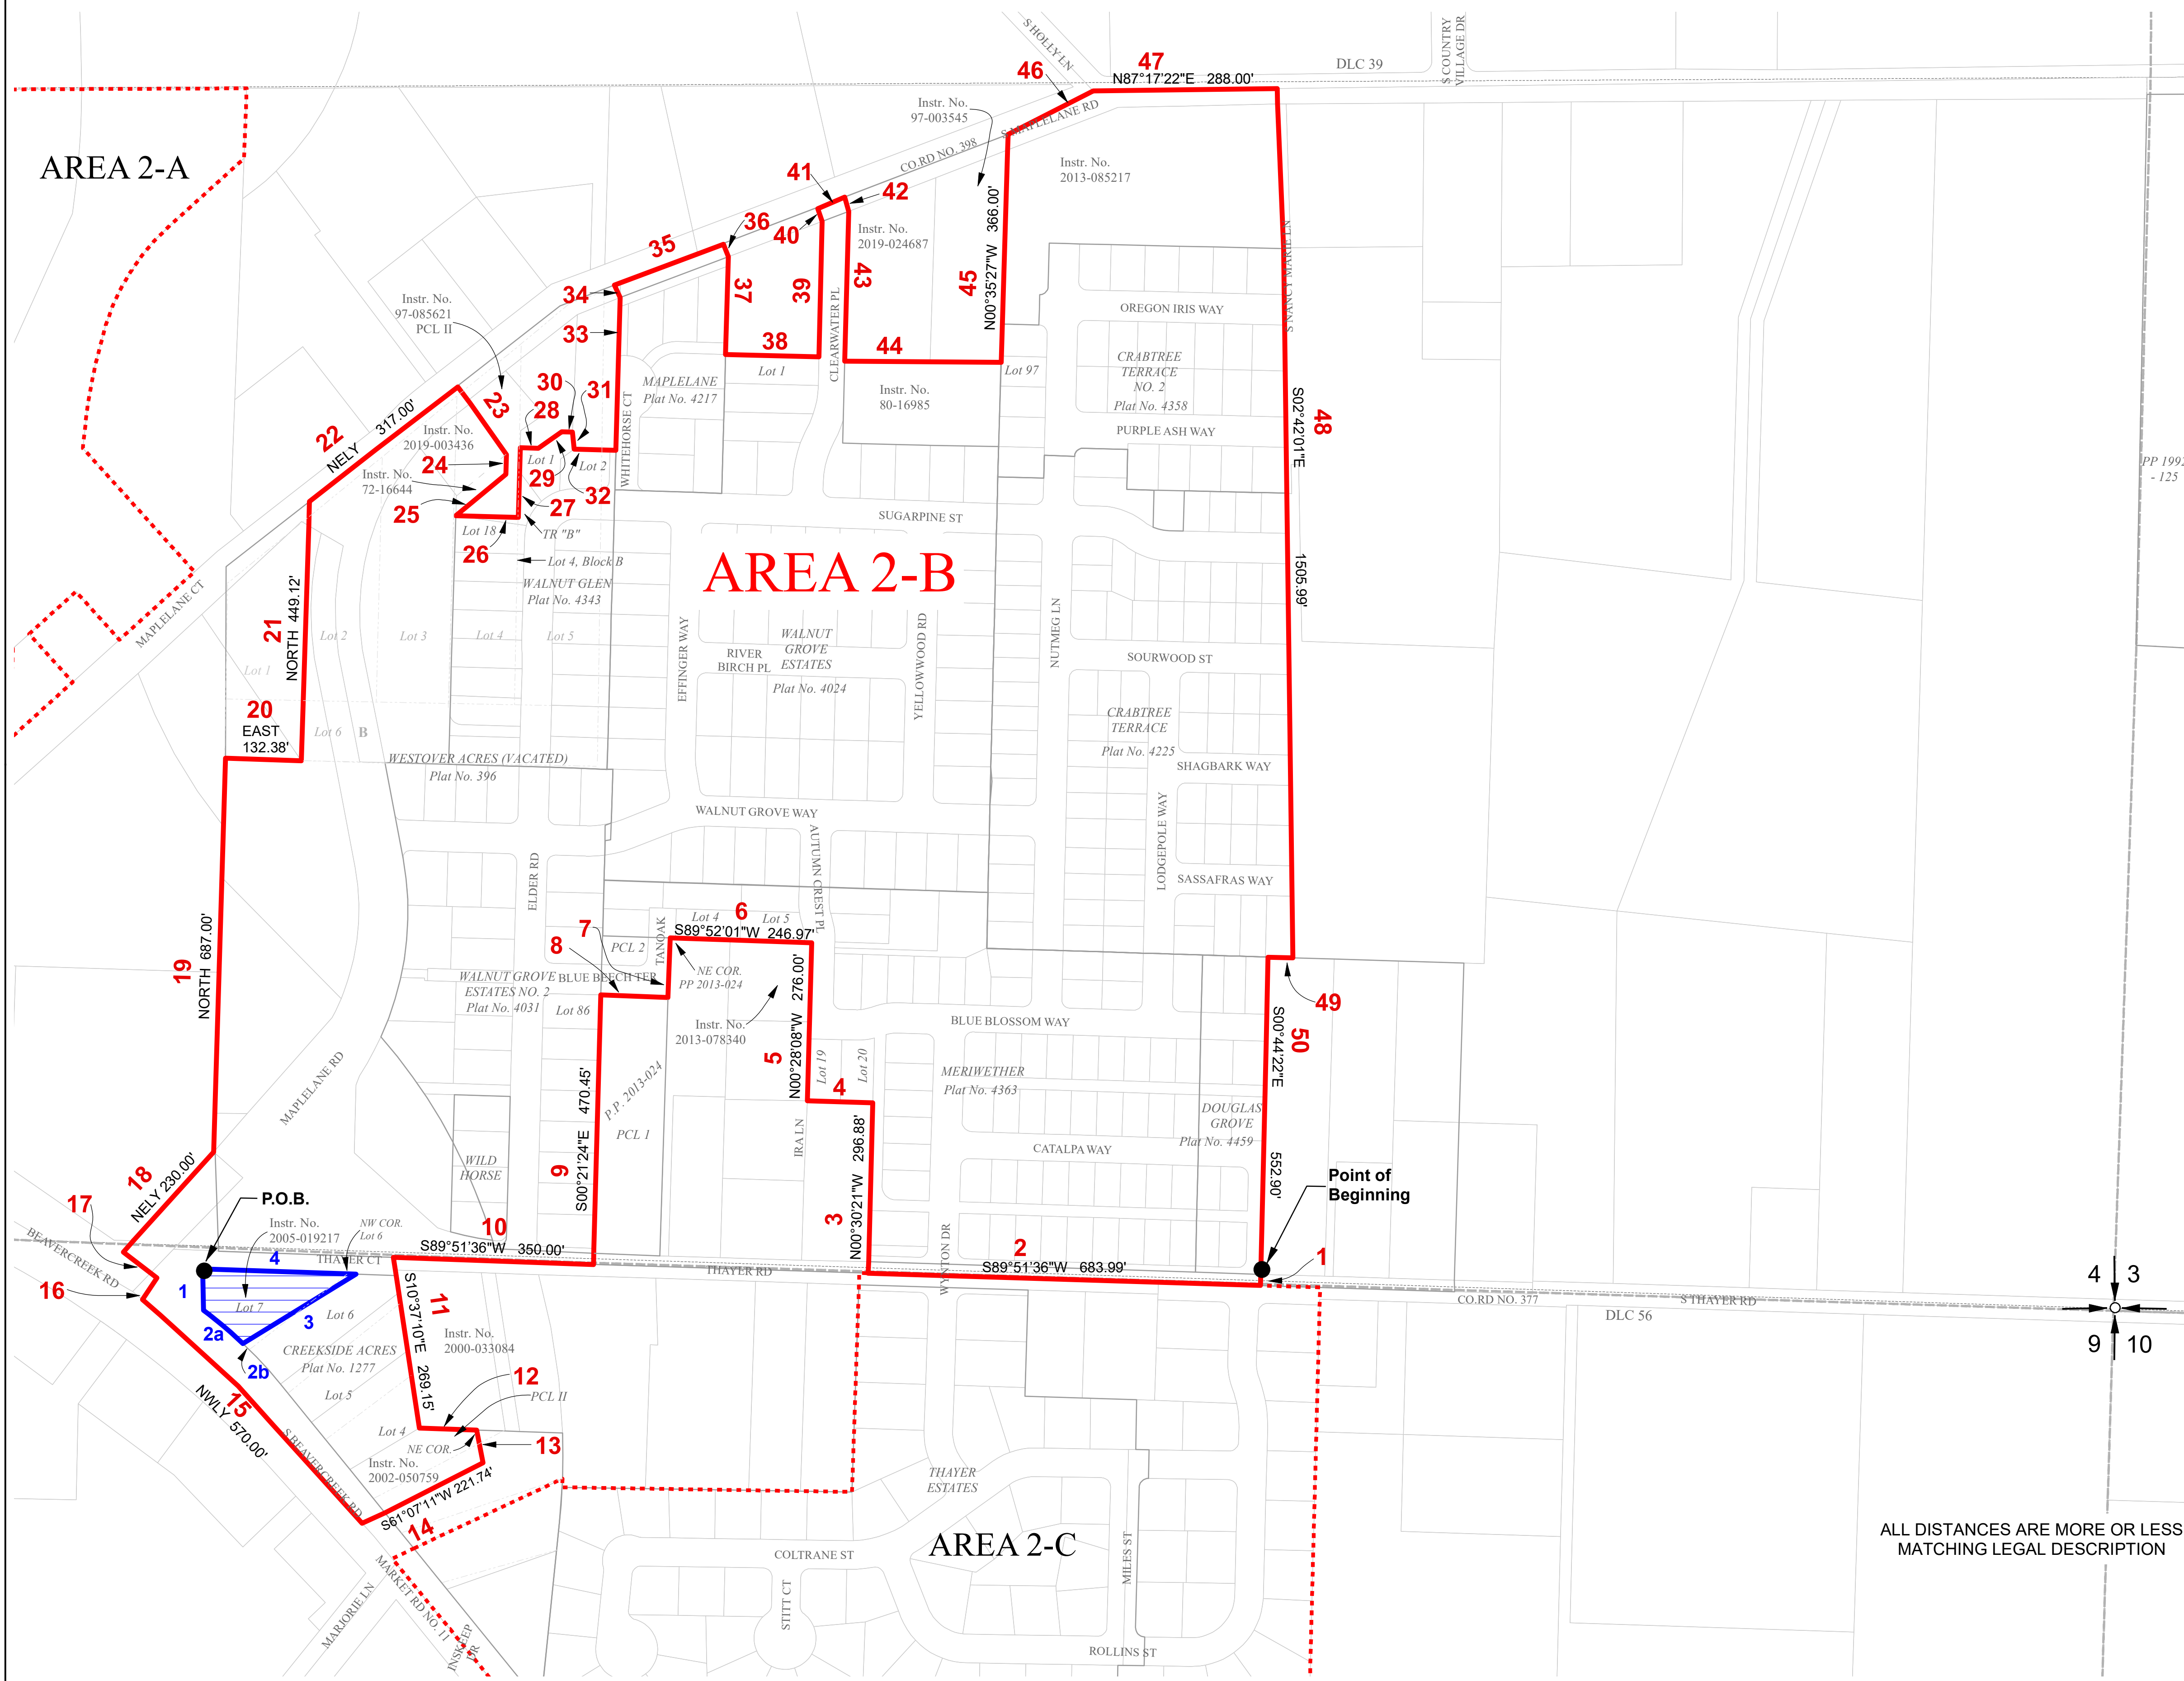 S HOLLY LN
47
N87°17'22"E 288.00'
46
DLC 39
S COUNTRY
VILLAGE DR
AREA 2-A
Instr. No.
97-003545
S MAPLELANE RD
CO.RD NO. 398
Instr. No.
2013-085217
41
42
36
40
35
Instr. No.
2019-024687
34
37
39
43
45
N00°35'27"W 366.00'
S NANCY MARIE LN
Instr. No.
97-085621
PCL II
33
CLEARWATER PL
OREGON IRIS WAY
38
44
Lot 1
Lot 97
CRABTREE
TERRACE
NO. 2
Plat No. 4358
MAPLELANE
Plat No. 4217
30
31
23
28
Instr. No.
80-16985
22
NELY 317.00'
Instr. No.
2019-003436
WHITEHORSE CT
S02°42'01"E
48
1505.99'
PURPLE ASH WAY
24
Lot 1
29
Lot 2
Instr. No.
72-16644
32
27
25
PP 1992
- 125
SUGARPINE ST
Lot 18
TR "B"
26
Lot 4, Block B
WALNUT GLEN
Plat No. 4343
AREA 2-B
MAPLELANE CT
21
NORTH 449.12'
Lot 2
Lot 3
Lot 4
Lot 5
Lot 1
EFFINGER WAY
RIVER
BIRCH PL
WALNUT
GROVE
ESTATES
Plat No. 4024
YELLOWWOOD RD
NUTMEG LN
SOURWOOD ST
20
EAST
132.38'
Lot 6
B
CRABTREE
TERRACE
Plat No. 4225
WESTOVER ACRES (VACATED)
Plat No. 396
SHAGBARK WAY
WALNUT GROVE WAY
AUTUMN CREST PL
LODGEPOLE WAY
SASSAFRAS WAY
ELDER RD
19
NORTH 687.00'
6
Lot 4
Lot 5
S89°52'01"W 246.97'
7
8
TANOAK
PCL 2
NE COR.
PP 2013-024
WALNUT GROVE
ESTATES NO. 2
Plat No. 4031
BLUE BEECH TER
Lot 86
49
Instr. No.
2013-078340
5
N00°28'08"W 276.00'
BLUE BLOSSOM WAY
50
S00°44'22"E
552.90'
MAPLELANE RD
P.P. 2013-024
PCL 1
Lot 19
Lot 20
4
MERIWETHER
Plat No. 4363
DOUGLAS
GROVE
Plat No. 4459
9
S00°21'24"E 470.45'
IRA LN
3
N00°30'21"W 296.88'
CATALPA WAY
WILD
HORSE
18
NELY 230.00'
Point of
Beginning
17
P.O.B.
Instr. No.
2005-019217
NW COR.
Lot 6
10
S89°51'36"W 350.00'
BEAVERCREEK RD
THAYER CT
4
THAYER RD
WYNTON DR
2
S89°51'36"W 683.99'
1
4
3
9
10
CO.RD NO. 377
S THAYER RD
DLC 56
16
1
Lot 7
2a
3
Lot 6
2b
11
S10°37'10"E 269.15'
Instr. No.
2000-033084
CREEKSIDE ACRES
Plat No. 1277
Lot 5
12
PCL II
15
NWLY 570.00'
S BEAVERCREEK RD
Lot 4
NE COR.
13
Instr. No.
2002-050759
S61°07'11"W 221.74'
14
THAYER
ESTATES
AREA 2-C
ALL DISTANCES ARE MORE OR LESS
MATCHING LEGAL DESCRIPTION
COLTRANE ST
MILES ST
STITT CT
MARKET RD NO. 11
MARJORIE LN
INSKEEP
DR
ROLLINS ST